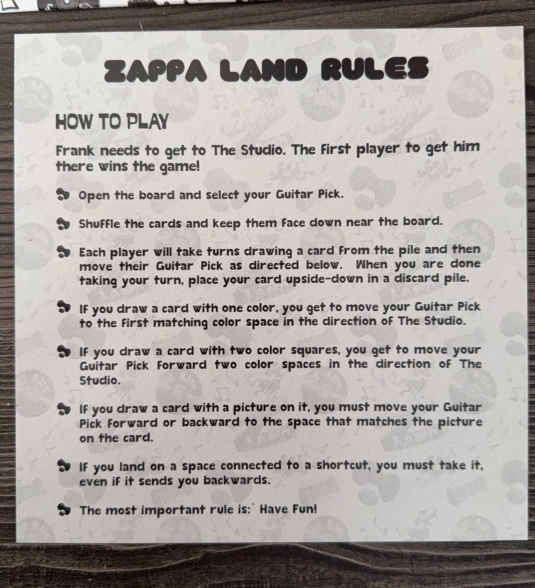 ZAPPA LAND RULES
HOW TO PLAY
Frank needs to get to The Studio. The first player to get him
there wins the game!
Open the board and select your Guitar Pick.
Shuffle the cards and keep them face down near the board.
Each player will take turns drawing a card from the pile and then
move their Guitar Pick as directed below. When you are done
taking your turn, place your card upside-down in a discard pile.
If you draw a card with one color, you get to move your Guitar Pick
to the first matching color space in the direction of The Studio.
If you draw a card with two color squares, you get to move your
Guitar Pick forward two color spaces in the direction of The
Studio.
If you draw a card with a picture on it, you must move your Guitar
Pick forward or backward to the space that matches the picture
on the card.
If you land on a space connected to a shortcut, you must take it,
even if it sends you backwards.
The most important rule is: Have Fun!